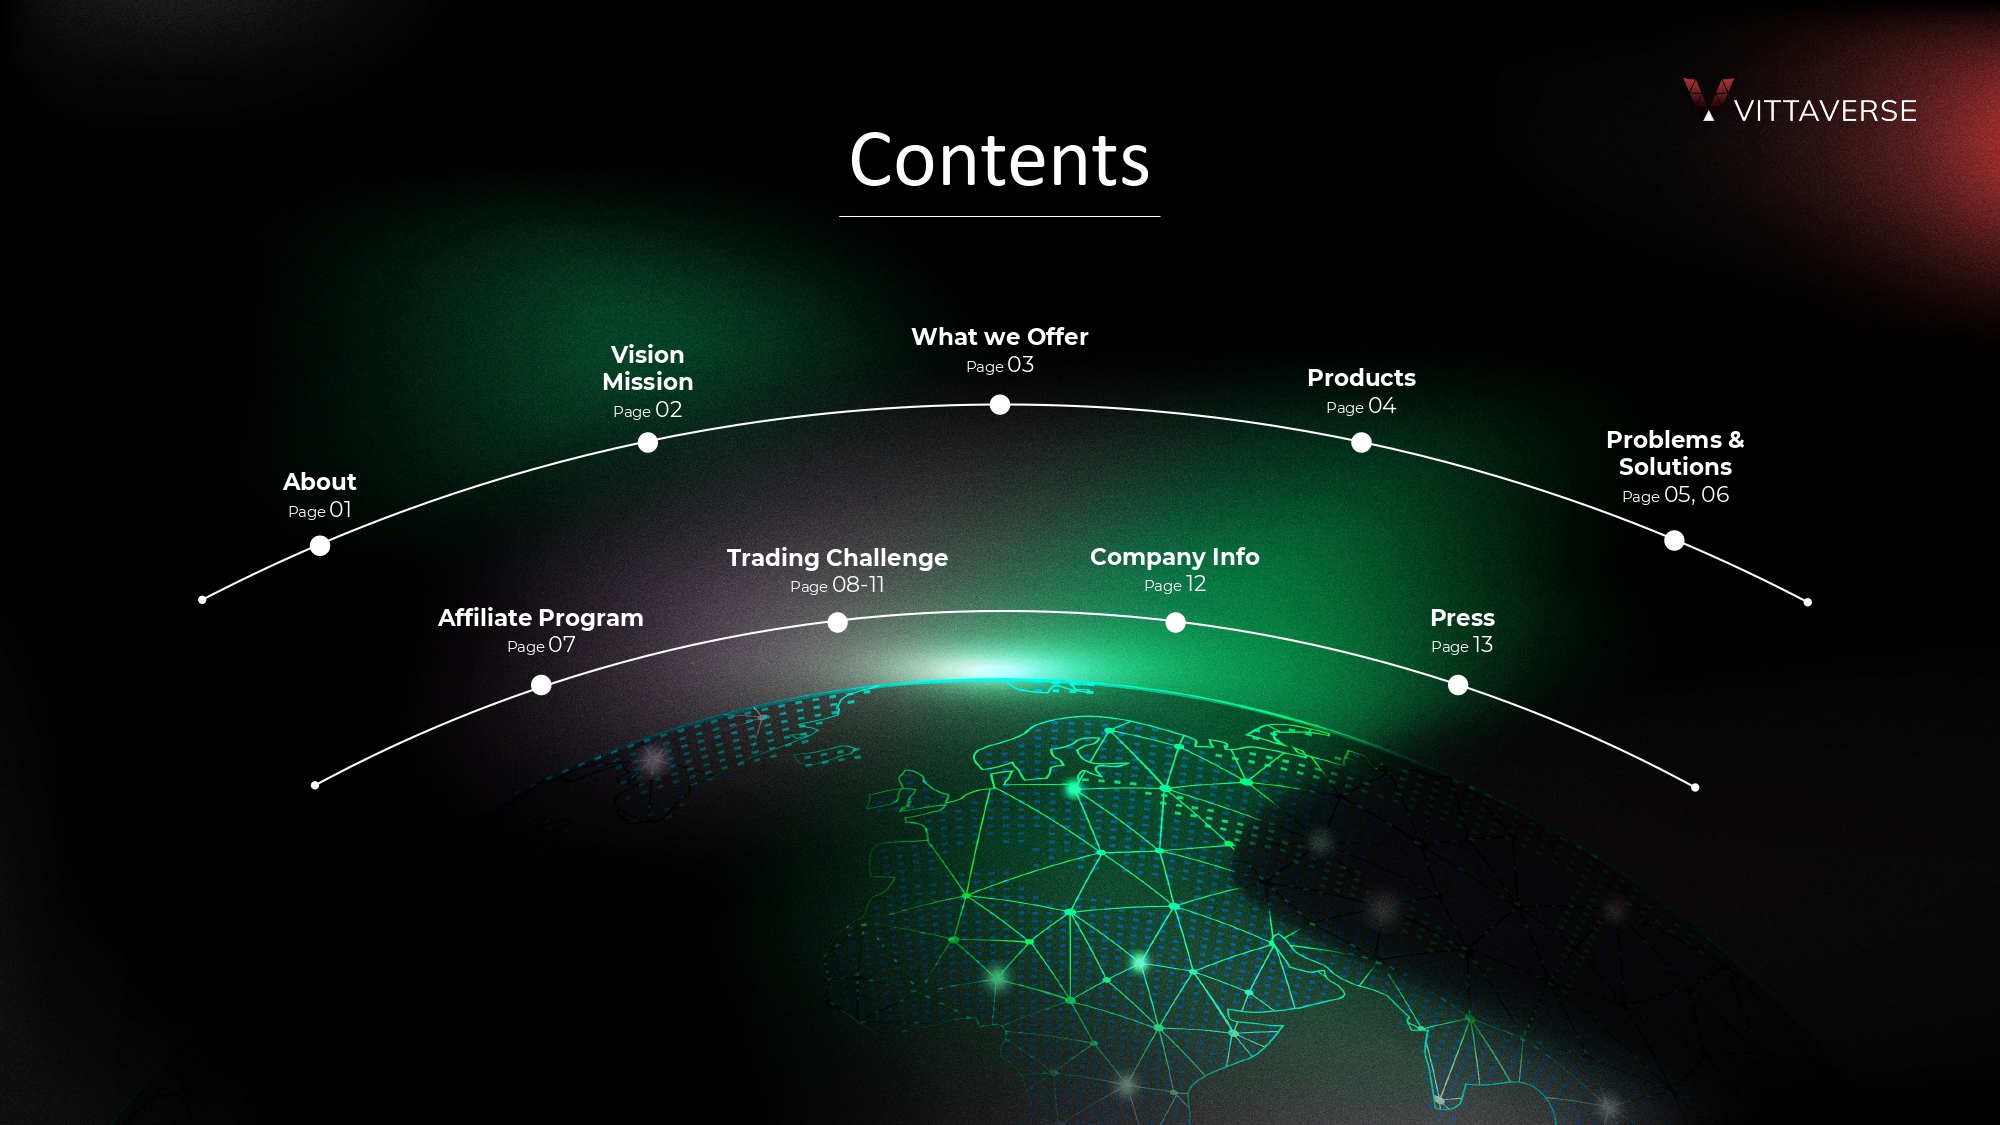 VITTAVERSE
Contents
About
Page 01
Vision
Mission
Page 02
What we Offer
Page 03
Products
Page 04
Problems &
Solutions
Page 05, 06
Affiliate Program
Page 07
Trading Challenge
Page 08-11
Company Info
Page 12
Press
Page 13